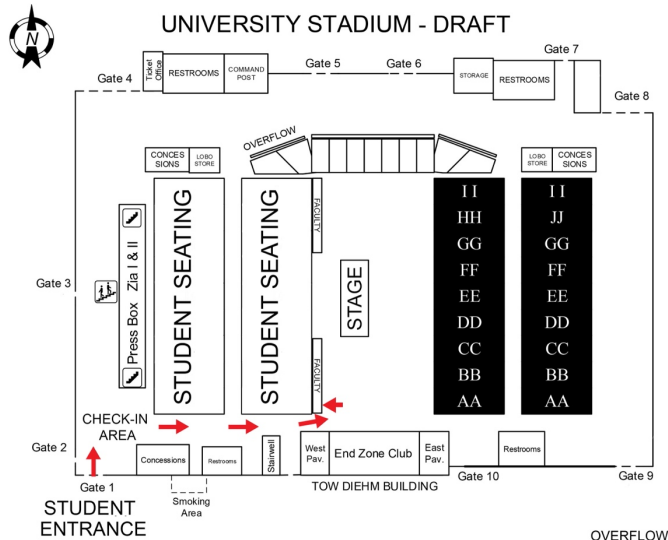 UNIVERSITY STADIUM - DRAFT
N
Gate 4
Ticket
Office
RESTROOMS
COMMAND
POST
Gate 5
Gate 6
STORAGE
RESTROOMS
Gate 7
Gate 8
CONCES
SIONS
LOBO
STORE
OVERFLOW
LOBO
STORE
CONCES
SIONS
Gate 3
Press Box Zia I & II
STUDENT SEATING
STUDENT SEATING
FACULTY
FACULTY
STAGE
II
HH
GG
FF
EE
DD
CC
BB
AA
II
JJ
GG
FF
EE
DD
CC
BB
AA
CHECK-IN
AREA
Gate 2
Concessions
Restrooms
Stairwell
West
Pav.
End Zone Club
East
Pav.
Restrooms
Gate 1
Smoking
Area
TOW DIEHM BUILDING
Gate 10
Gate 9
STUDENT
ENTRANCE
OVERFLOW